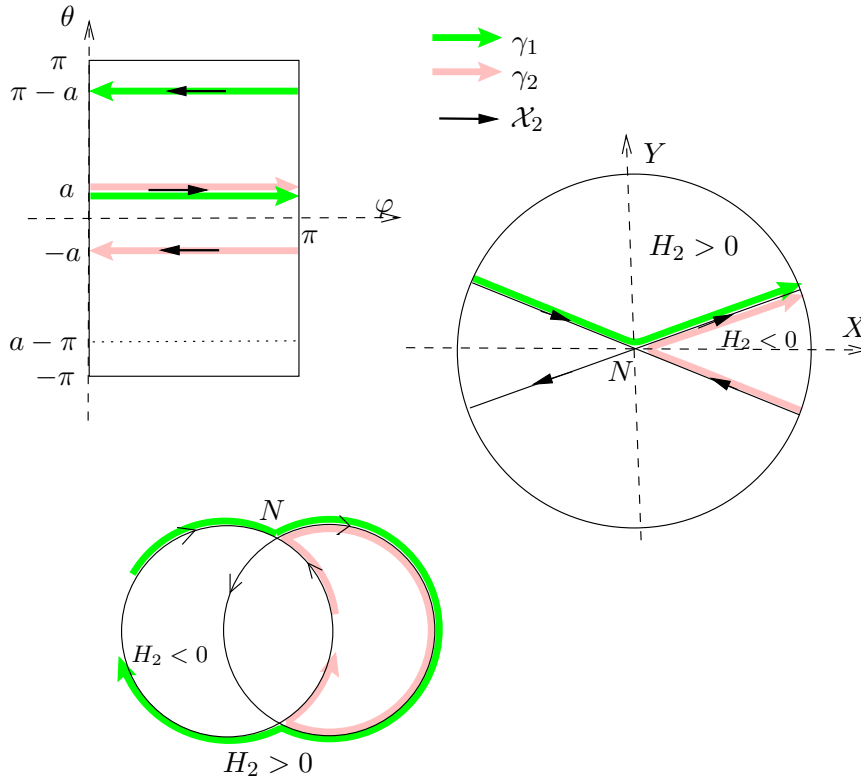 θ
π
π − a
a
φ
π
−a
a − π
−π
γ₁
γ₂
𝒳₂
Y
H₂ > 0
X
H₂ < 0
N
N
H₂ < 0
H₂ > 0